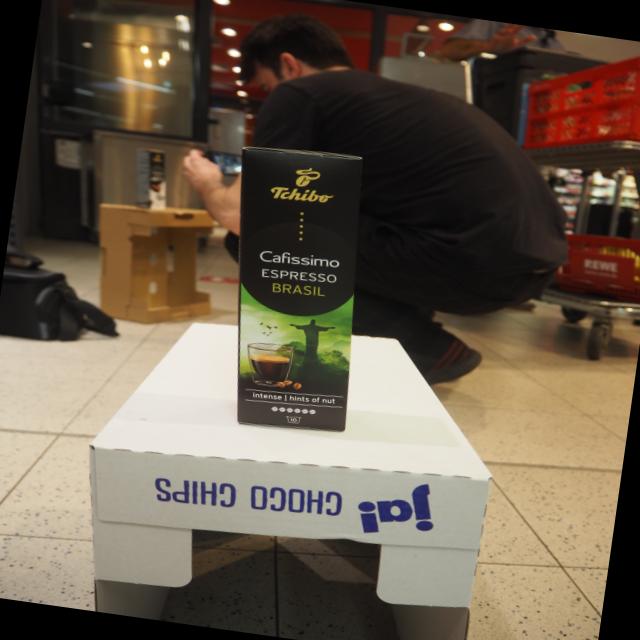 Tchibo
Cafissimo
ESPRESSO
BRASIL
intense | hints of nut
10
ja! CHOCO CHIPS
REWE